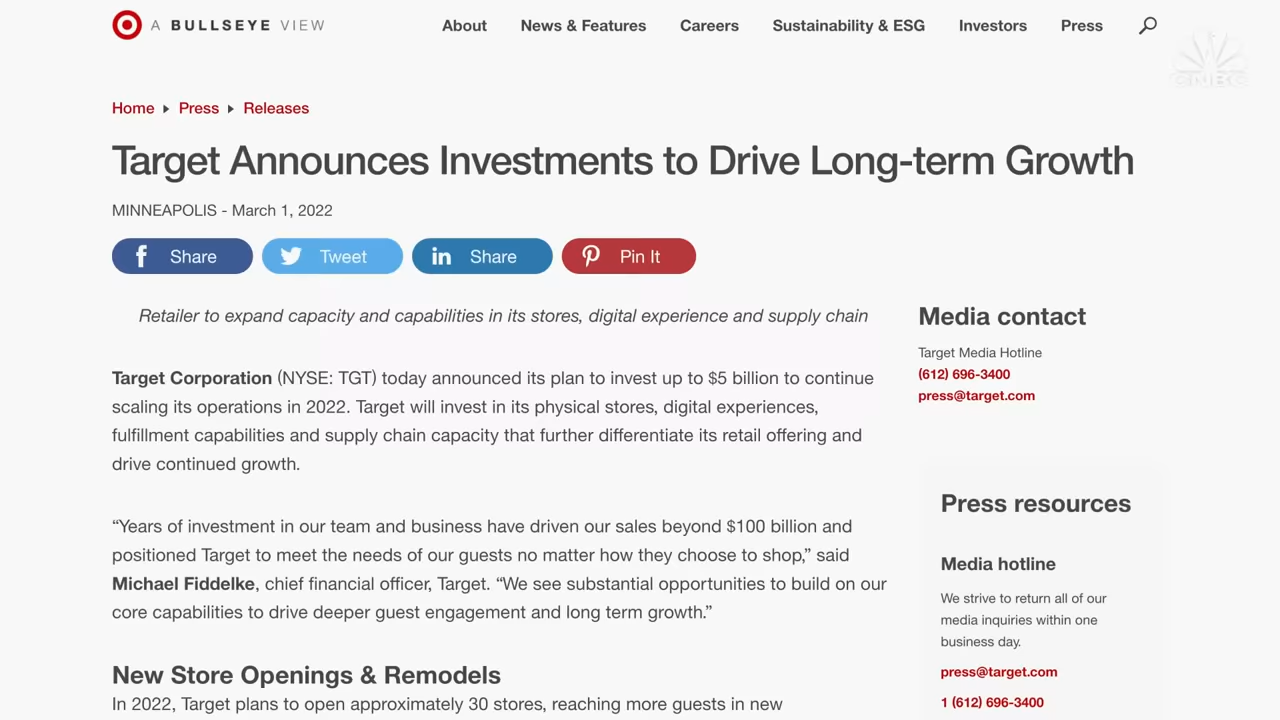 A BULLSEYE VIEW
About News & Features Careers Sustainability & ESG Investors Press
CNBC
Home Press Releases
Target Announces Investments to Drive Long-term Growth
MINNEAPOLIS - March 1, 2022
f Share Tweet in Share Pin It
Retailer to expand capacity and capabilities in its stores, digital experience and supply chain
Target Corporation (NYSE: TGT) today announced its plan to invest up to $5 billion to continue
scaling its operations in 2022. Target will invest in its physical stores, digital experiences,
fulfillment capabilities and supply chain capacity that further differentiate its retail offering and
drive continued growth.
“Years of investment in our team and business have driven our sales beyond $100 billion and
positioned Target to meet the needs of our guests no matter how they choose to shop,” said
Michael Fiddelke, chief financial officer, Target. “We see substantial opportunities to build on our
core capabilities to drive deeper guest engagement and long term growth.”
New Store Openings & Remodels
In 2022, Target plans to open approximately 30 stores, reaching more guests in new
Media contact
Target Media Hotline
(612) 696-3400
press@target.com
Press resources
Media hotline
We strive to return all of our
media inquiries within one
business day.
press@target.com
1 (612) 696-3400